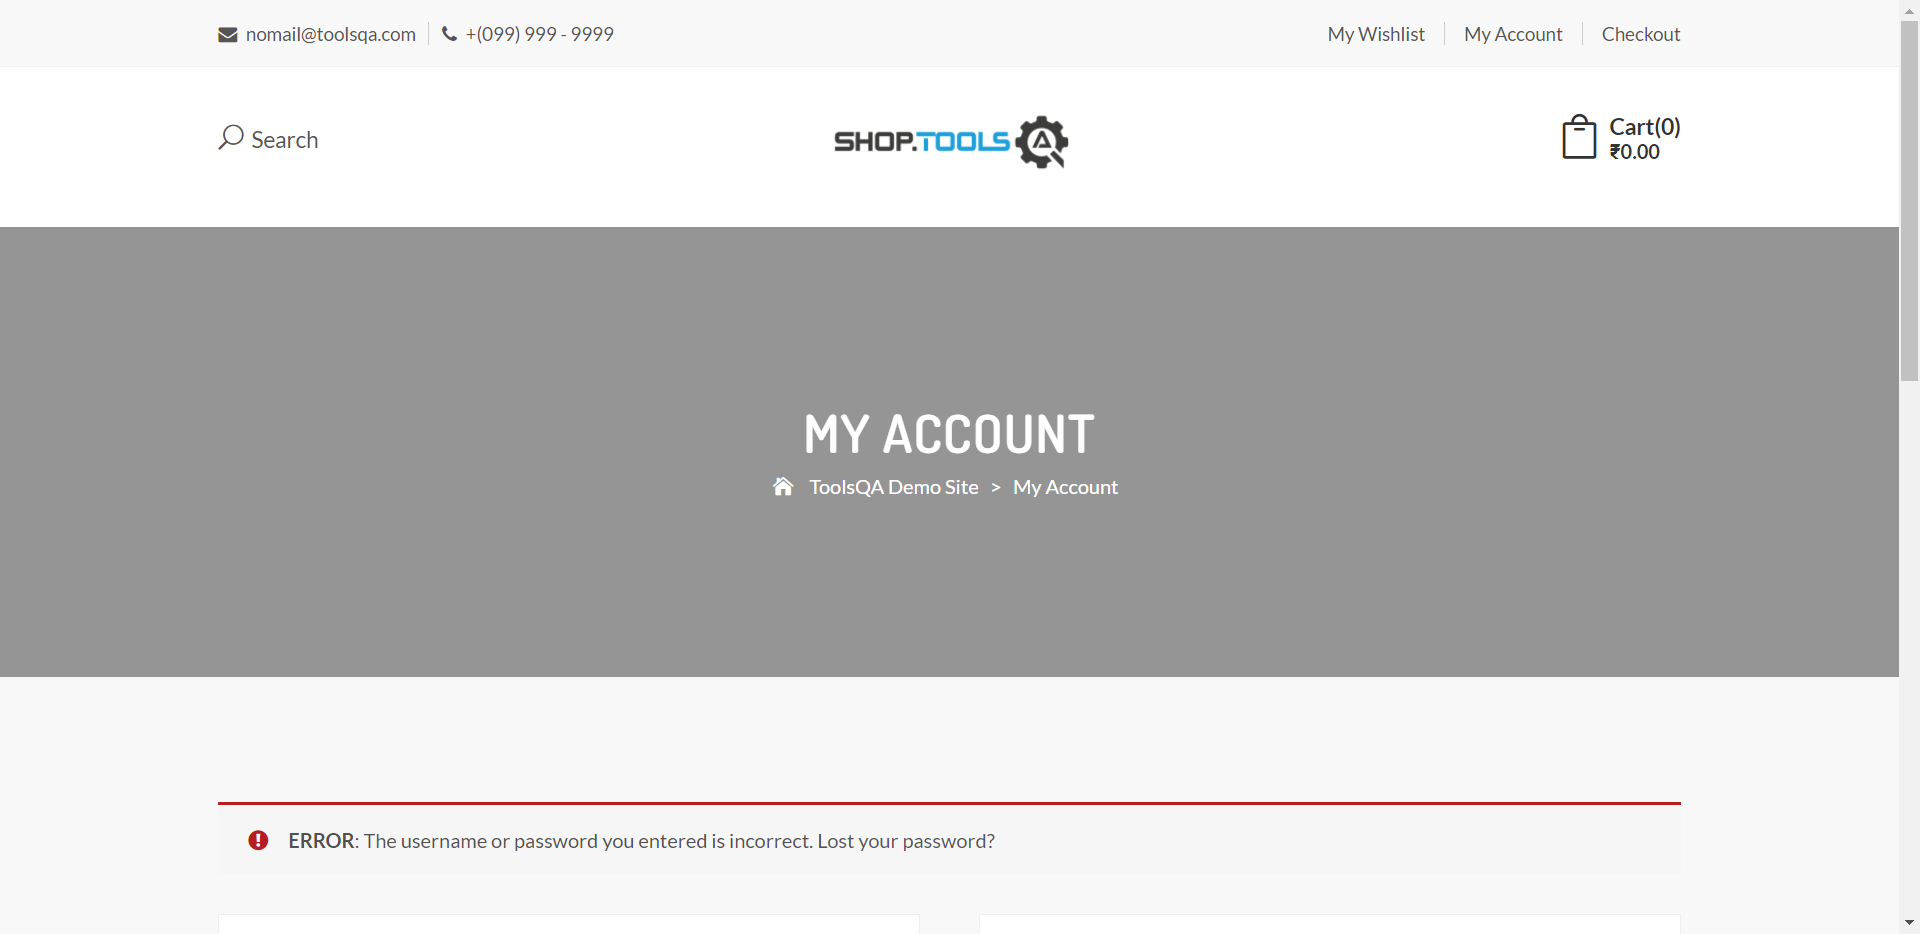 nomail@toolsqa.com +(099) 999 - 9999 My Wishlist My Account Checkout
Search
SHOP.TOOLS
Cart(0)
₹0.00
MY ACCOUNT
ToolsQA Demo Site > My Account
ERROR: The username or password you entered is incorrect. Lost your password?